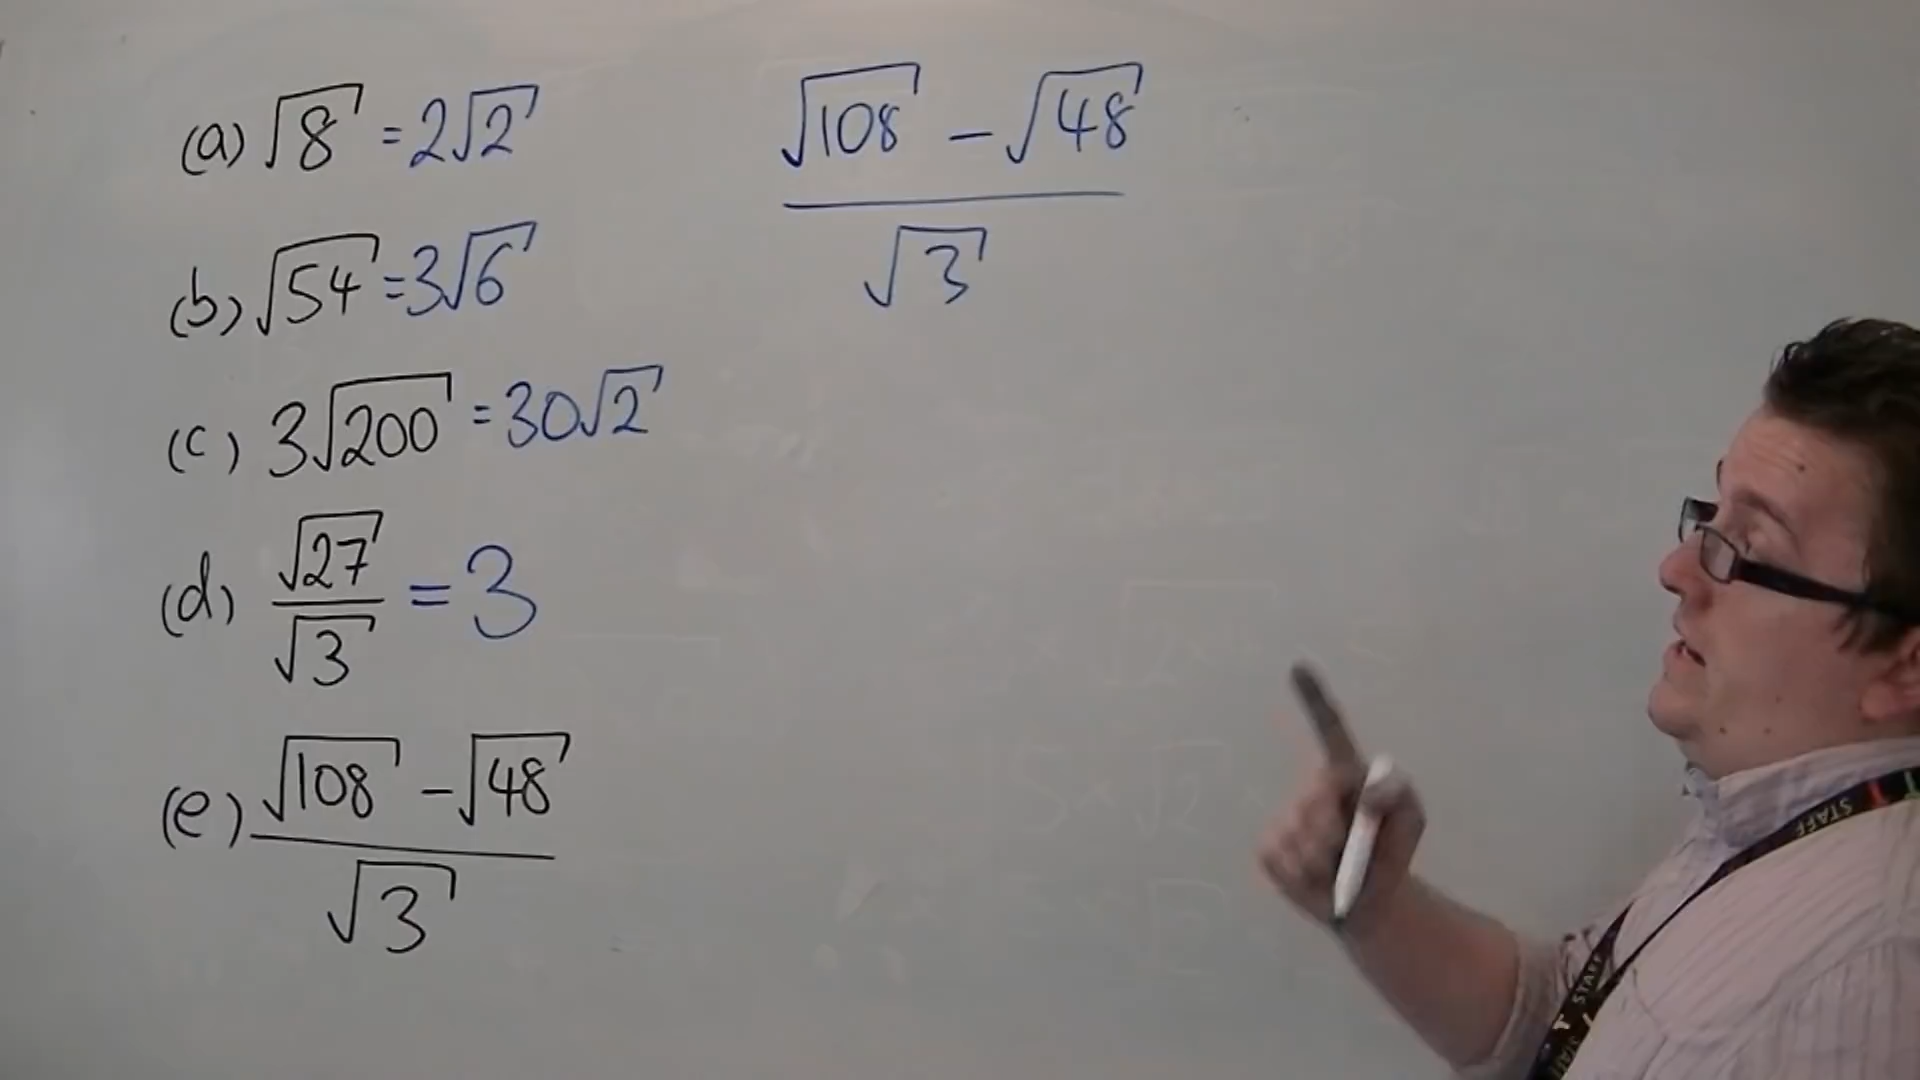 (a) √8 = 2√2
(b) √54 = 3√6
(c) 3√200 = 30√2
(d) √27/√3 = 3
(e) (√108 - √48)/√3
√108 - √48
√3
STAFF
STAFF